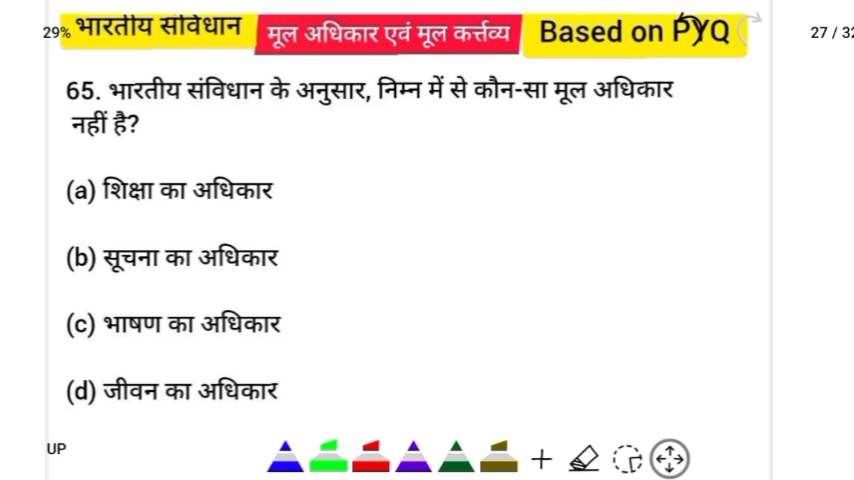 29% भारतीय संविधान मूल अधिकार एवं मूल कर्त्तव्य Based on PYQ 27 / 32
65. भारतीय संविधान के अनुसार, निम्न में से कौन-सा मूल अधिकार
नहीं है?
(a) शिक्षा का अधिकार
(b) सूचना का अधिकार
(c) भाषण का अधिकार
(d) जीवन का अधिकार
UP